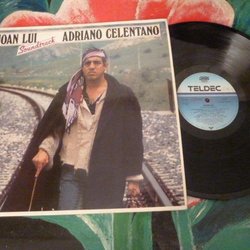 JOAN LUI ADRIANO CELENTANO
Soundtrack
TELDEC